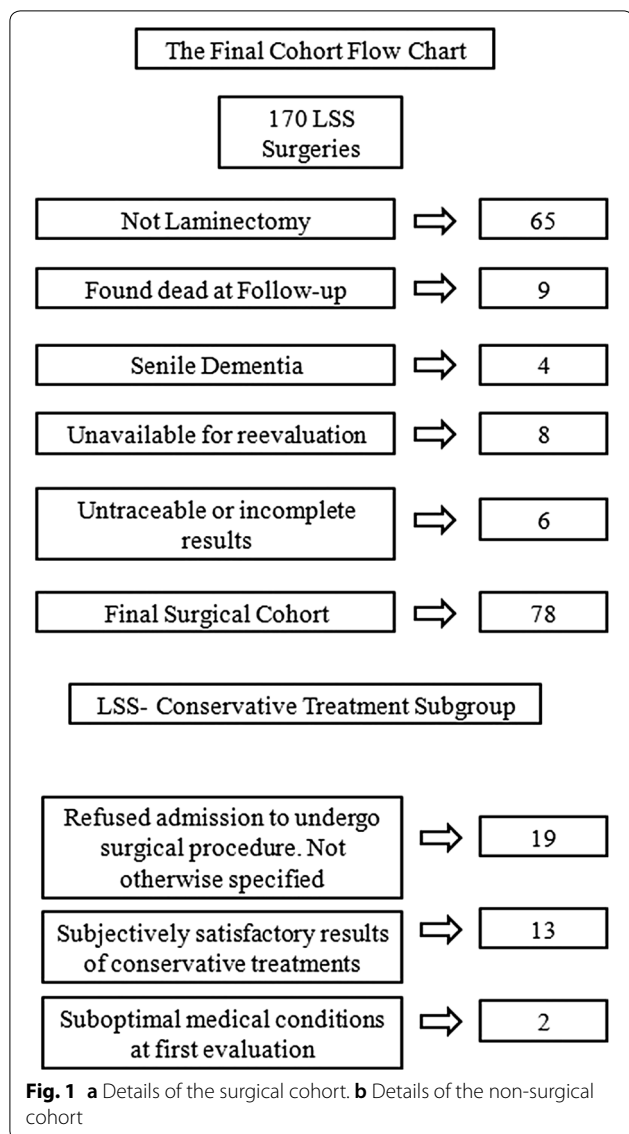 The Final Cohort Flow Chart
170 LSS
Surgeries
Not Laminectomy
65
Found dead at Follow-up
9
Senile Dementia
4
Unavailable for reevaluation
8
Untraceable or incomplete
results
6
Final Surgical Cohort
78
LSS- Conservative Treatment Subgroup
Refused admission to undergo
surgical procedure. Not
otherwise specified
19
Subjectively satisfactory results
of conservative treatments
13
Suboptimal medical conditions
at first evaluation
2
Fig. 1 a Details of the surgical cohort. b Details of the non-surgical
cohort